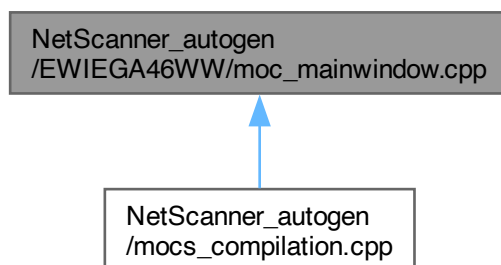 NetScanner_autogen
/EWIEGA46WW/moc_mainwindow.cpp
NetScanner_autogen
/mocs_compilation.cpp